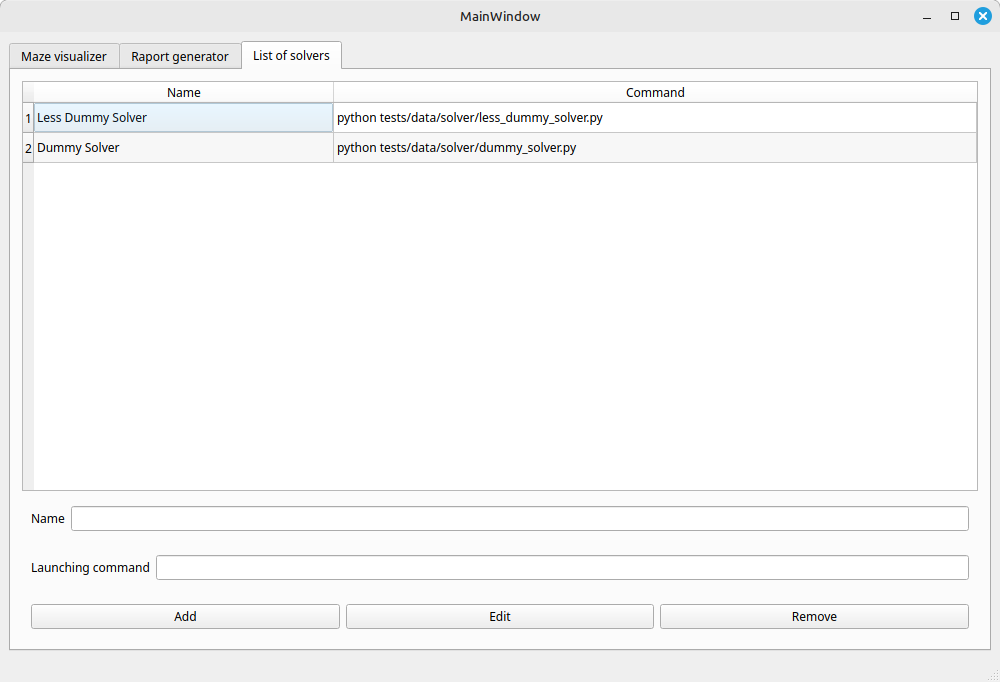 MainWindow
Maze visualizer Raport generator List of solvers
Name Command
1 Less Dummy Solver python tests/data/solver/less_dummy_solver.py
2 Dummy Solver python tests/data/solver/dummy_solver.py
Name
Launching command
Add Edit Remove